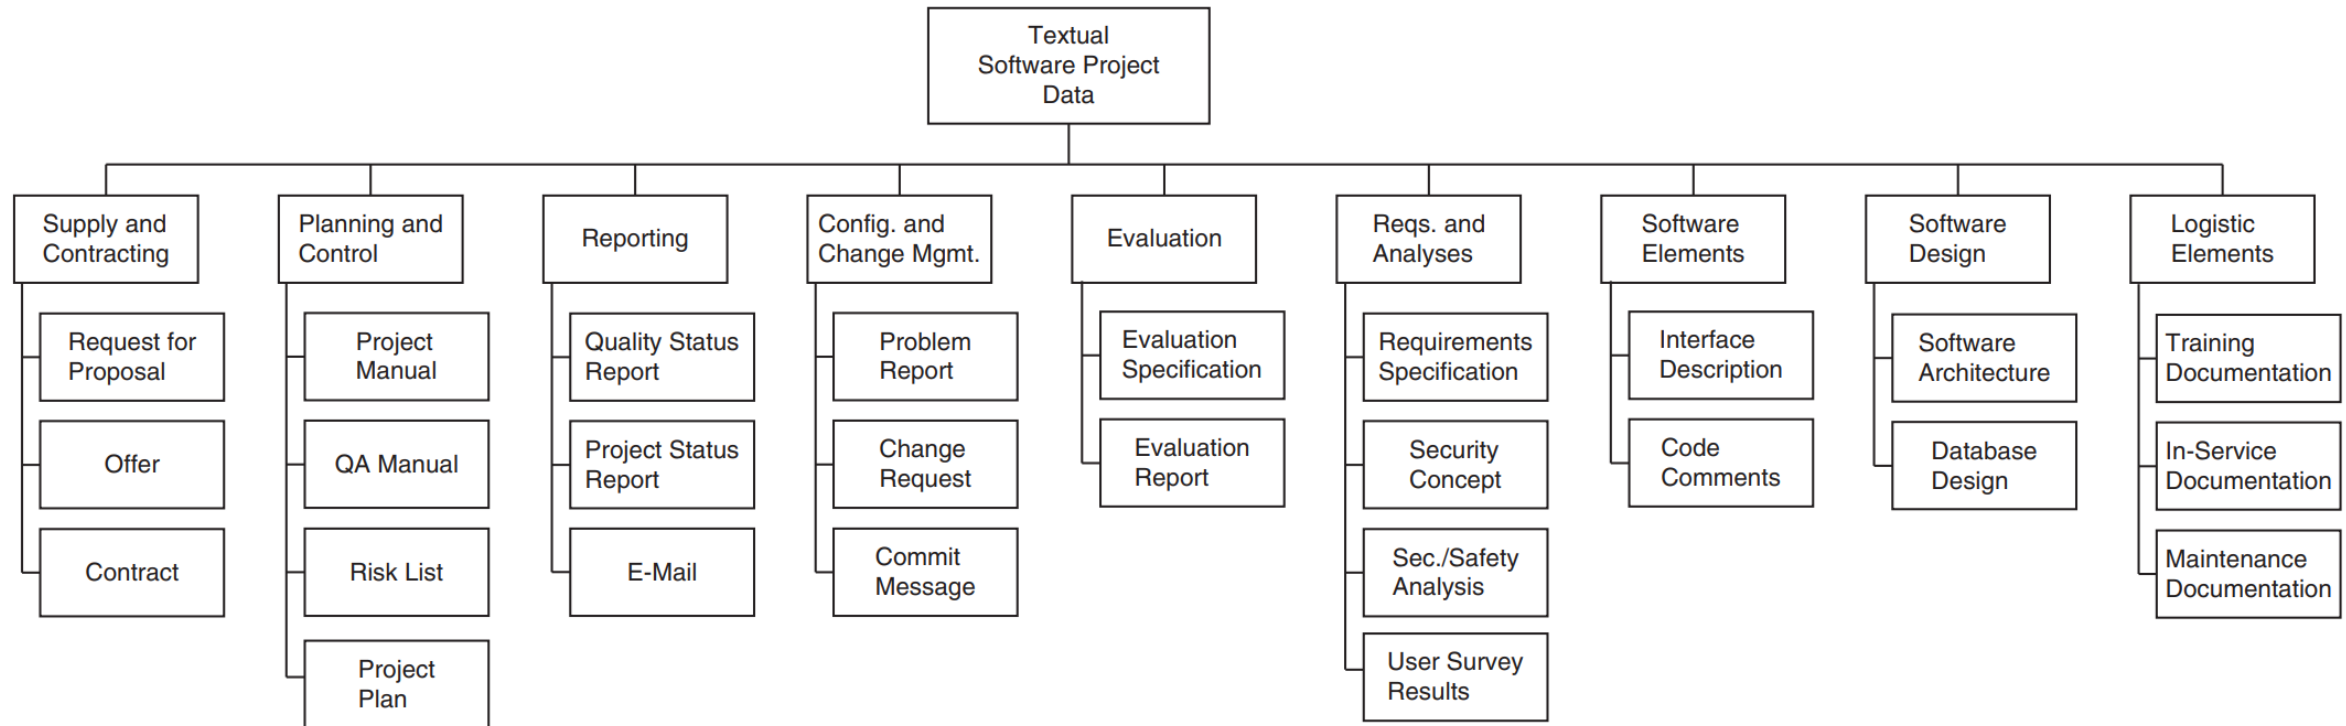 Textual
Software Project
Data
Supply and
Contracting
Request for
Proposal
Offer
Contract
Planning and
Control
Project
Manual
QA Manual
Risk List
Project
Plan
Reporting
Quality Status
Report
Project Status
Report
E-Mail
Config. and
Change Mgmt.
Problem
Report
Change
Request
Commit
Message
Evaluation
Evaluation
Specification
Evaluation
Report
Reqs. and
Analyses
Requirements
Specification
Security
Concept
Sec./Safety
Analysis
User Survey
Results
Software
Elements
Interface
Description
Code
Comments
Software
Design
Software
Architecture
Database
Design
Logistic
Elements
Training
Documentation
In-Service
Documentation
Maintenance
Documentation